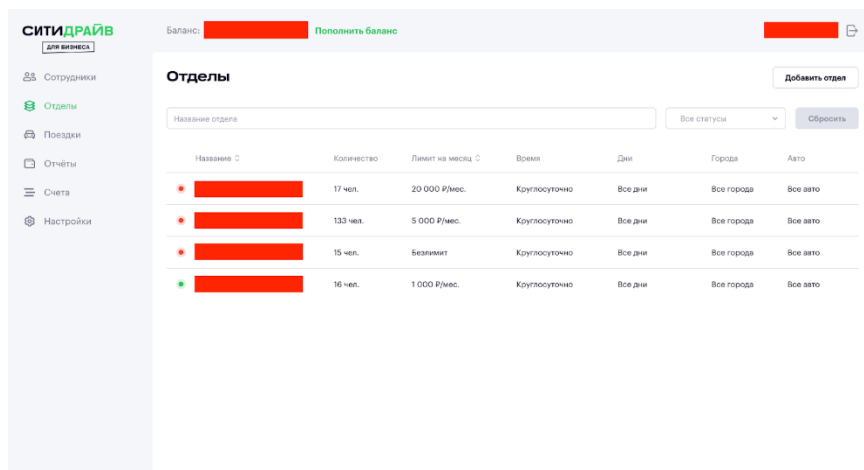 СИТИДРАЙВ
ДЛЯ БИЗНЕСА
Баланс:
Пополнить баланс
Сотрудники
Отделы
Поездки
Отчёты
Счета
Настройки
Отделы
Добавить отдел
Название отдела
Все статусы
Сбросить
Название Количество Лимит на месяц Время Дни Города Авто
17 чел. 20 000 ₽/мес. Круглосуточно Все дни Все города Все авто
133 чел. 5 000 ₽/мес. Круглосуточно Все дни Все города Все авто
15 чел. Безлимит Круглосуточно Все дни Все города Все авто
16 чел. 1 000 ₽/мес. Круглосуточно Все дни Все города Все авто